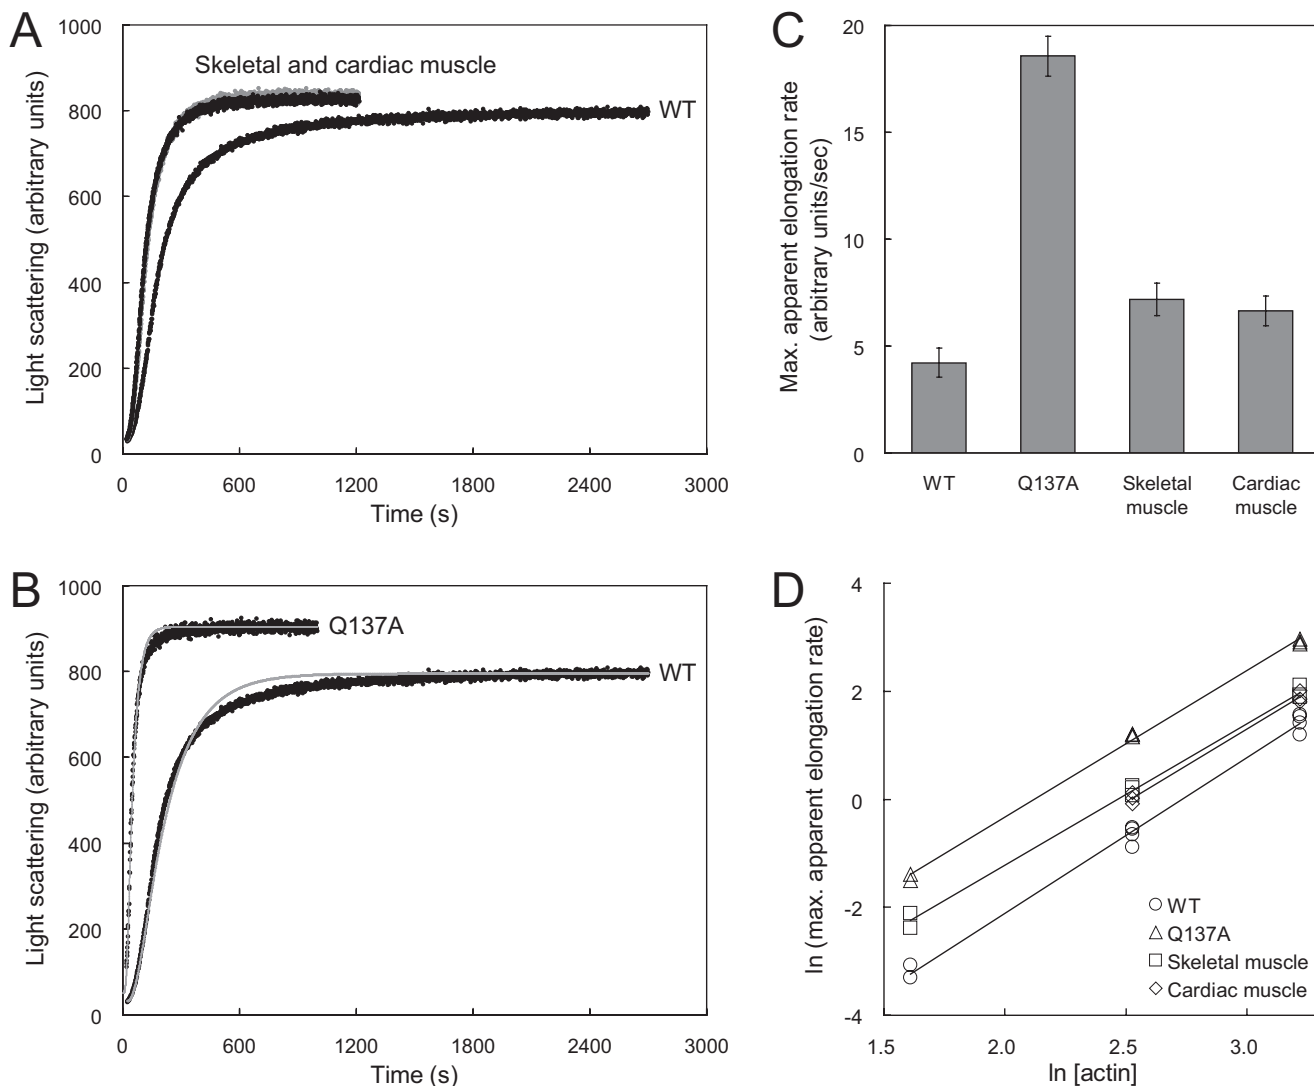 A
1000
800
600
400
200
0
Light scattering (arbitrary units)
Skeletal and cardiac muscle
WT
0 600 1200 1800 2400 3000
Time (s)
B
1000
800
600
400
200
0
Light scattering (arbitrary units)
Q137A
WT
0 600 1200 1800 2400 3000
Time (s)
C
20
15
10
5
0
Max. apparent elongation rate
(arbitrary units/sec)
WT Q137A Skeletal Cardiac
muscle muscle
D
4
2
0
-2
-4
ln (max. apparent elongation rate)
WT
Q137A
Skeletal muscle
Cardiac muscle
1.5 2.0 2.5 3.0
ln [actin]